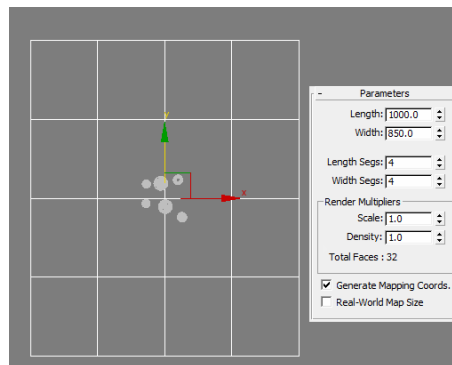 - Parameters
Length: 1000.0
Width: 850.0
Length Segs: 4
Width Segs: 4
Render Multipliers
Scale: 1.0
Density: 1.0
Total Faces : 32
Generate Mapping Coords.
Real-World Map Size
Y
x